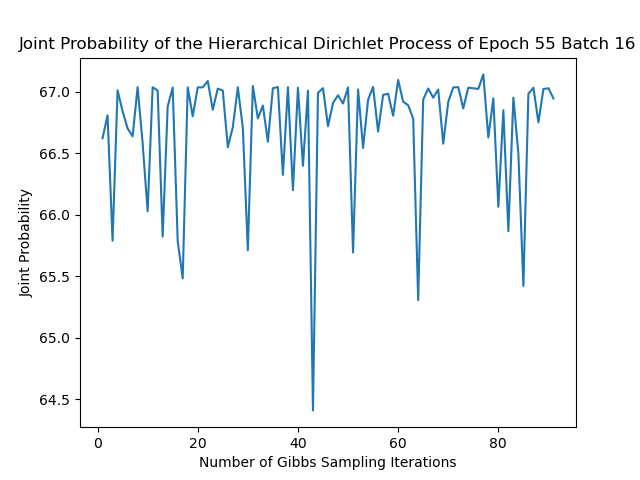 Joint Probability of the Hierarchical Dirichlet Process of Epoch 55 Batch 16
67.0
66.5
66.0
65.5
65.0
64.5
Joint Probability
0 20 40 60 80
Number of Gibbs Sampling Iterations